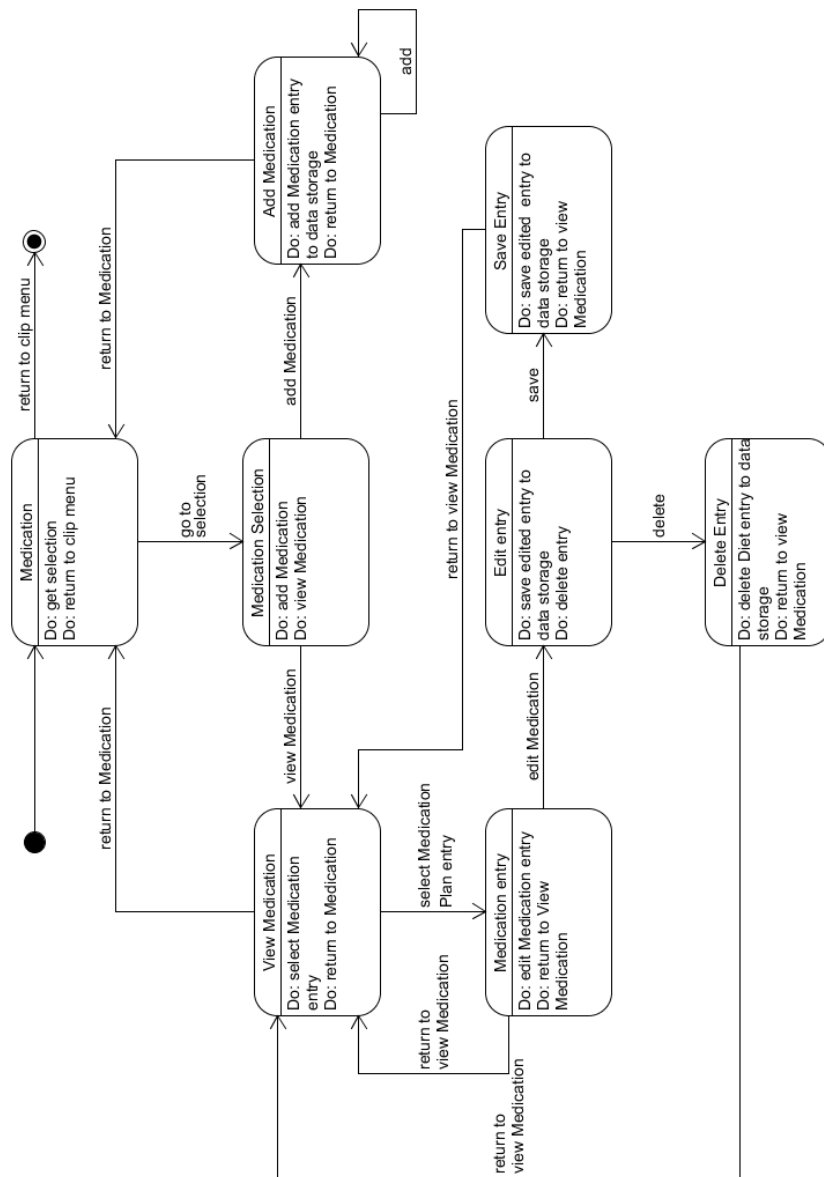 return to clip menu
Medication
Do: get selection
Do: return to clip menu
return to Medication
return to Medication
go to
selection
View Medication
Do: select Medication
entry
Do: return to Medication
view Medication
Medication Selection
Do: add Medication
Do: view Medication
add Medication
Add Medication
Do: add Medication entry
to data storage
Do: return to Medication
add
return to
view Medication
select Medication
Plan entry
return to view Medication
Medication entry
Do: edit Medication entry
Do: return to View
Medication
edit Medication
Edit entry
Do: save edited entry to
data storage
Do: delete entry
save
Save Entry
Do: save edited entry to
data storage
Do: return to view
Medication
return to
view Medication
delete
Delete Entry
Do: delete Diet entry to data
storage
Do: return to view
Medication